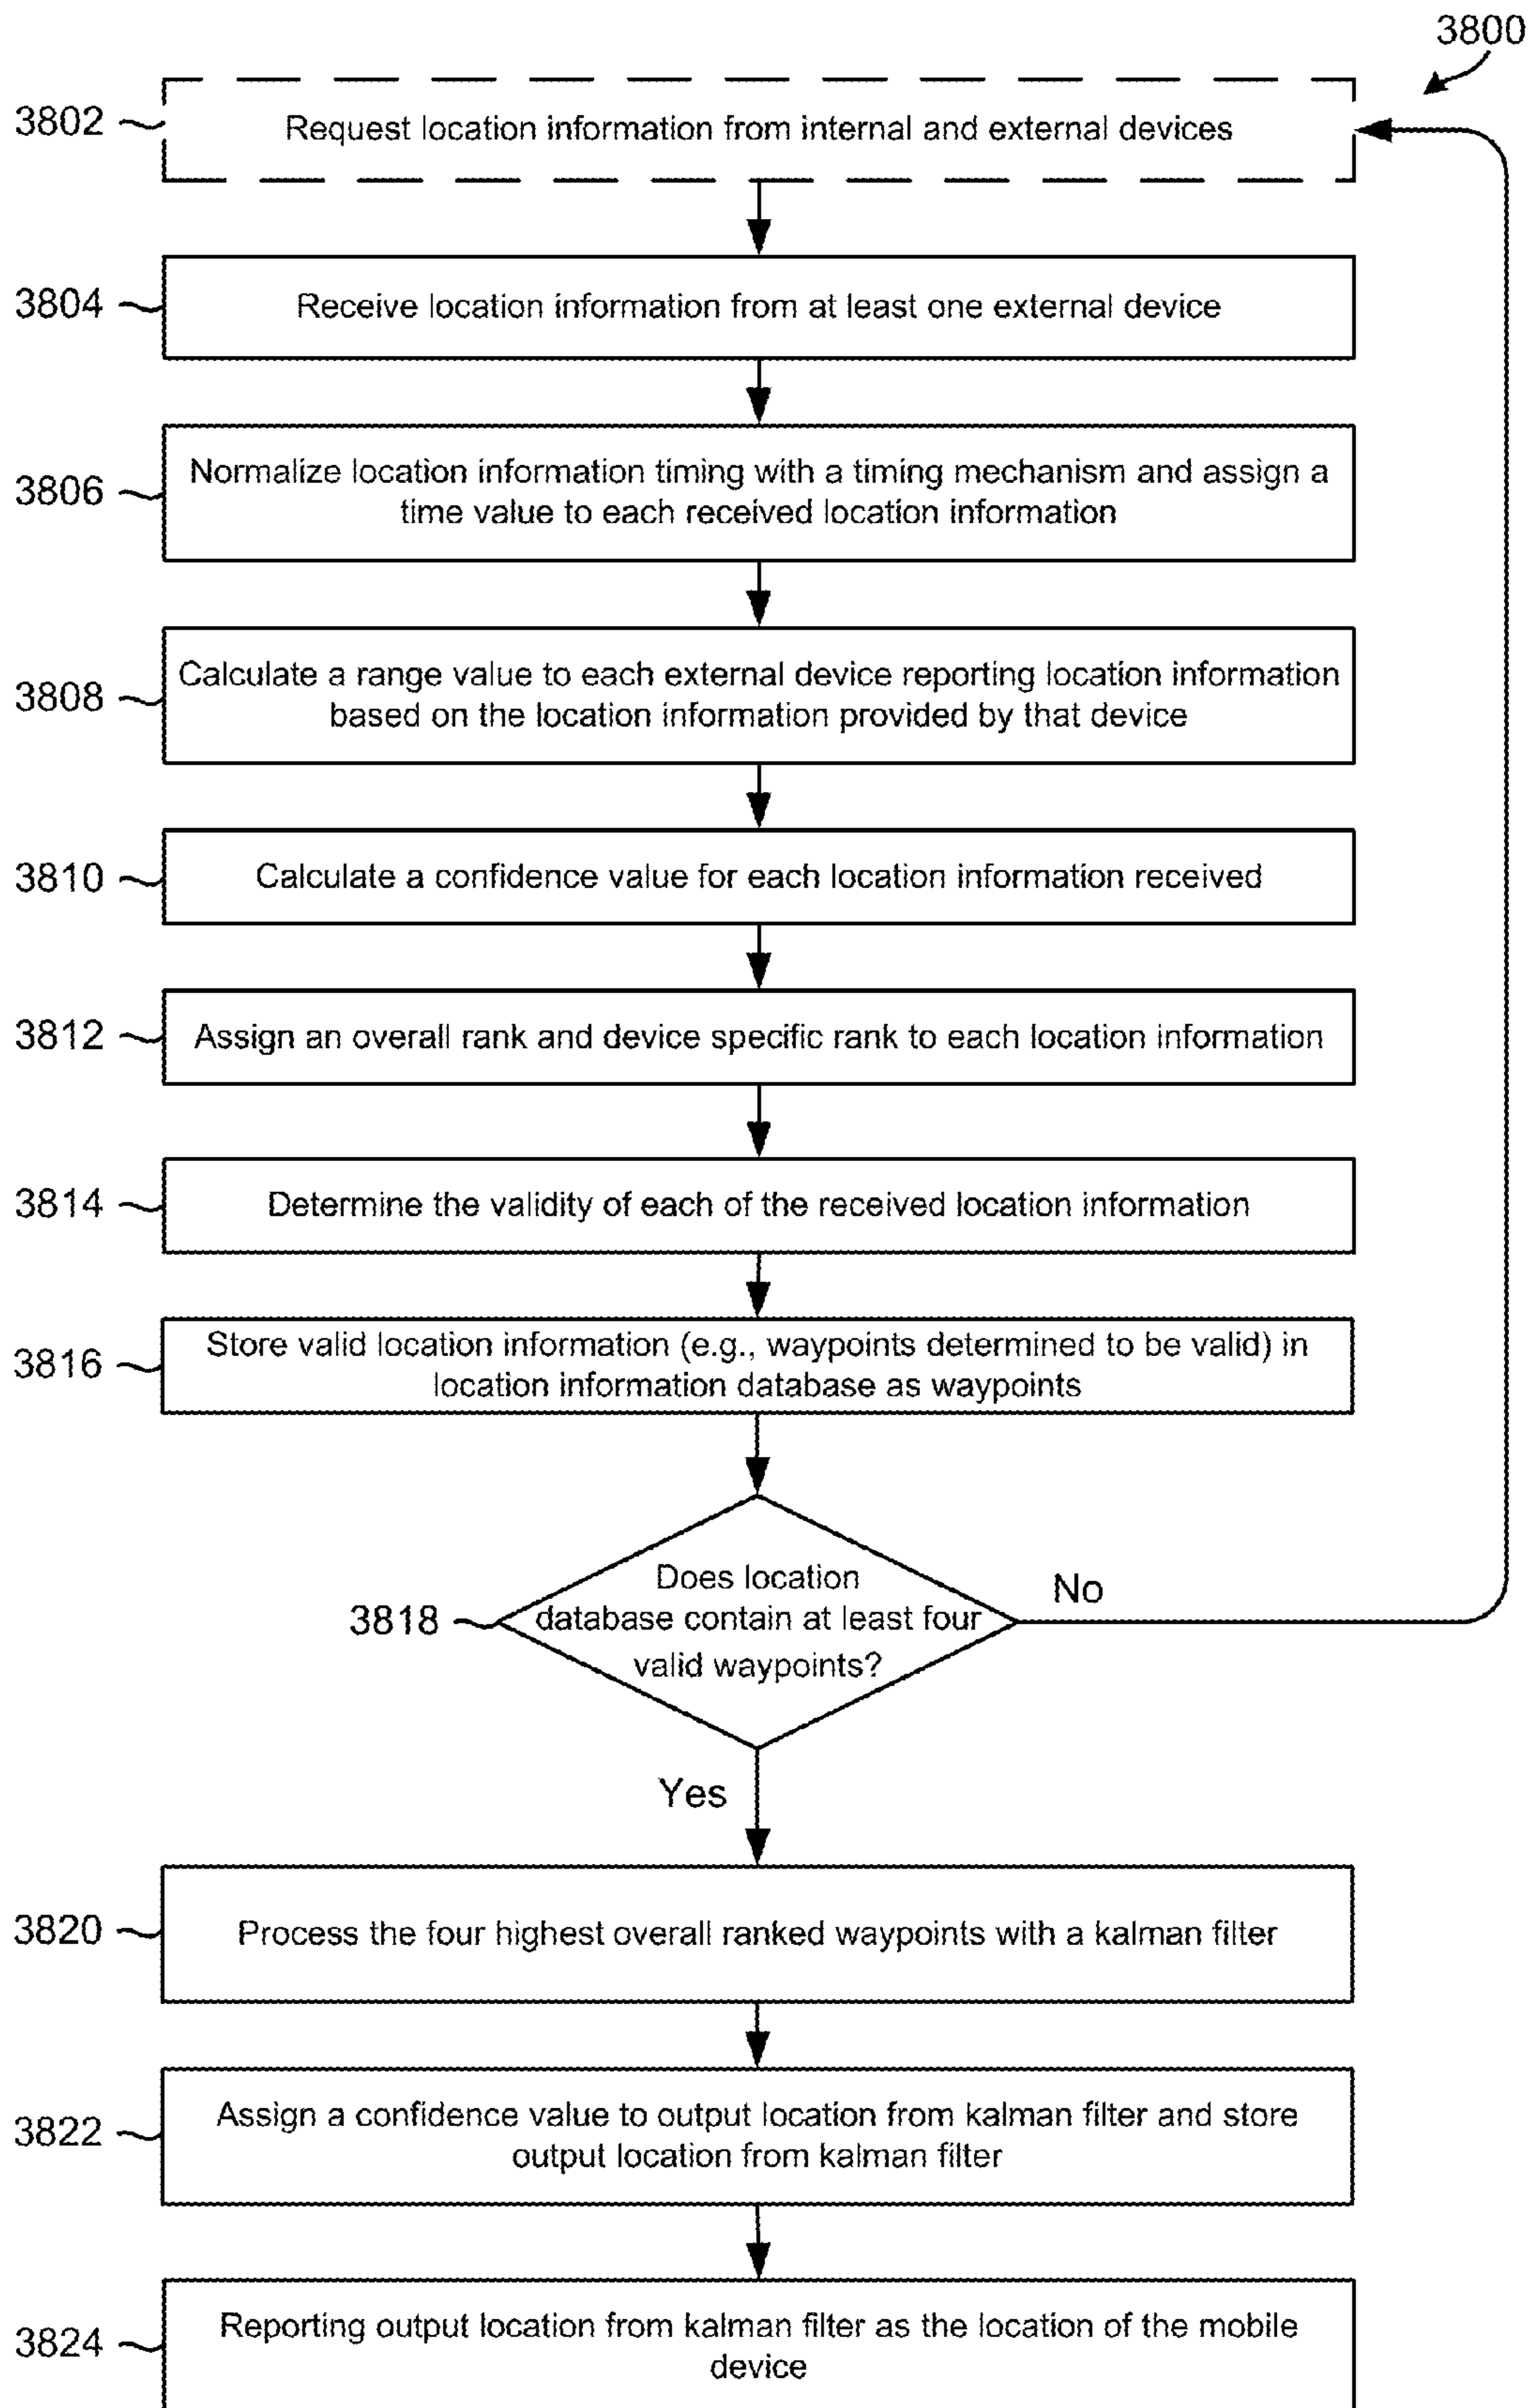 3800
3802
Request location information from internal and external devices
3804
Receive location information from at least one external device
3806
Normalize location information timing with a timing mechanism and assign a
time value to each received location information
3808
Calculate a range value to each external device reporting location information
based on the location information provided by that device
3810
Calculate a confidence value for each location information received
3812
Assign an overall rank and device specific rank to each location information
3814
Determine the validity of each of the received location information
3816
Store valid location information (e.g., waypoints determined to be valid) in
location information database as waypoints
3818
Does location
database contain at least four
valid waypoints?
No
Yes
3820
Process the four highest overall ranked waypoints with a kalman filter
3822
Assign a confidence value to output location from kalman filter and store
output location from kalman filter
3824
Reporting output location from kalman filter as the location of the mobile
device